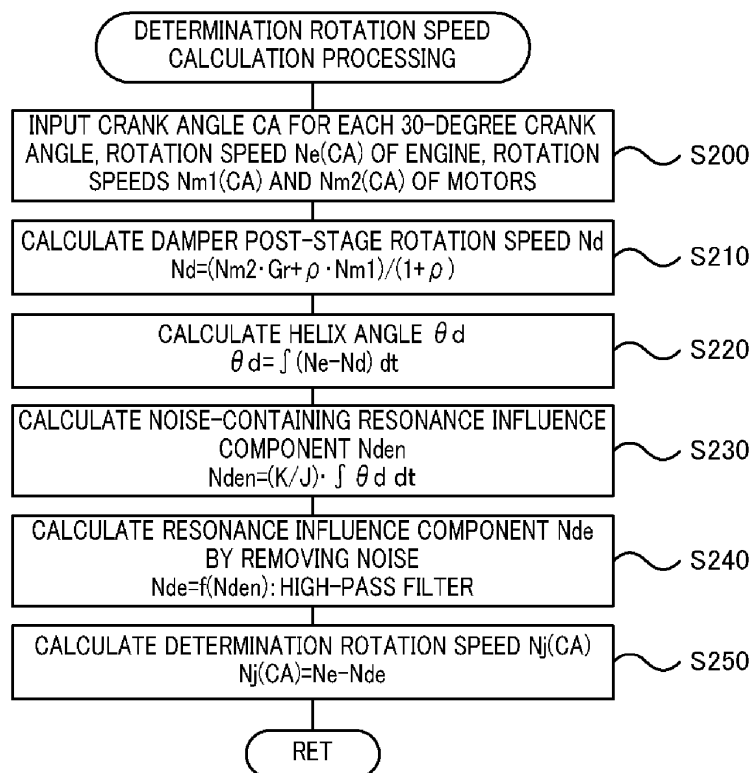 DETERMINATION ROTATION SPEED
CALCULATION PROCESSING
INPUT CRANK ANGLE CA FOR EACH 30-DEGREE CRANK
ANGLE, ROTATION SPEED Ne(CA) OF ENGINE, ROTATION
SPEEDS Nm1(CA) AND Nm2(CA) OF MOTORS
S200
CALCULATE DAMPER POST-STAGE ROTATION SPEED Nd
Nd=(Nm2·Gr+ρ·Nm1)/(1+ρ)
S210
CALCULATE HELIX ANGLE θd
θd=∫(Ne-Nd) dt
S220
CALCULATE NOISE-CONTAINING RESONANCE INFLUENCE
COMPONENT Nden
Nden=(K/J)·∫ θd dt
S230
CALCULATE RESONANCE INFLUENCE COMPONENT Nde
BY REMOVING NOISE
Nde=f(Nden):HIGH-PASS FILTER
S240
CALCULATE DETERMINATION ROTATION SPEED Nj(CA)
Nj(CA)=Ne-Nde
S250
RET